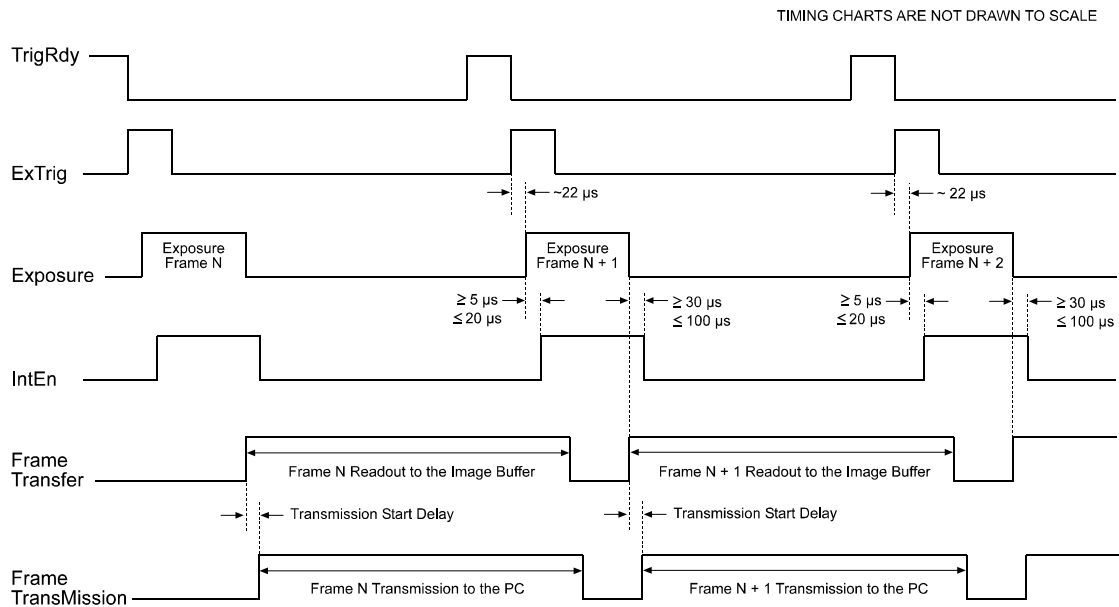 TIMING CHARTS ARE NOT DRAWN TO SCALE
TrigRdy
ExTrig
~22 µs
~ 22 µs
Exposure
Exposure
Frame N
Exposure
Frame N + 1
Exposure
Frame N + 2
≥ 5 µs
≤ 20 µs
≥ 30 µs
≤ 100 µs
≥ 5 µs
≤ 20 µs
≥ 30 µs
≤ 100 µs
IntEn
Frame
Transfer
Frame N Readout to the Image Buffer
Frame N + 1 Readout to the Image Buffer
Transmission Start Delay
Transmission Start Delay
Frame
TransMission
Frame N Transmission to the PC
Frame N + 1 Transmission to the PC